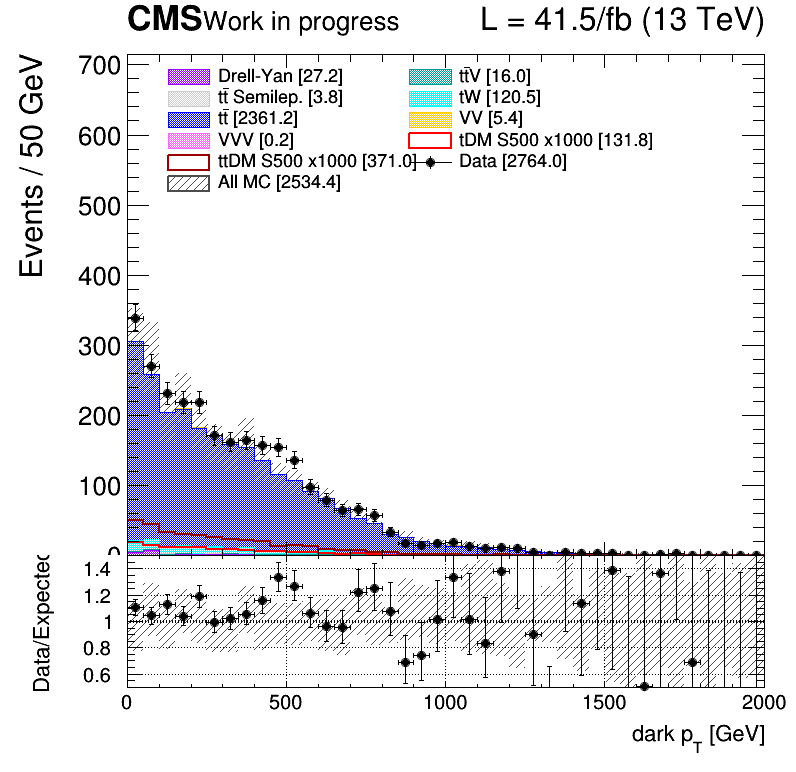 CMS Work in progress L = 41.5/fb (13 TeV)
Events / 50 GeV
700
600
500
400
300
200
100
0
Drell-Yan [27.2] tt̄V [16.0]
tt̄ Semilep. [3.8] tW [120.5]
tt̄ [2361.2] VV [5.4]
VVV [0.2] tDM S500 x1000 [131.8]
ttDM S500 x1000 [371.0] Data [2764.0]
All MC [2534.4]
Data/Expected
1.4
1.2
1
0.8
0.6
0 500 1000 1500 2000
dark p_T [GeV]